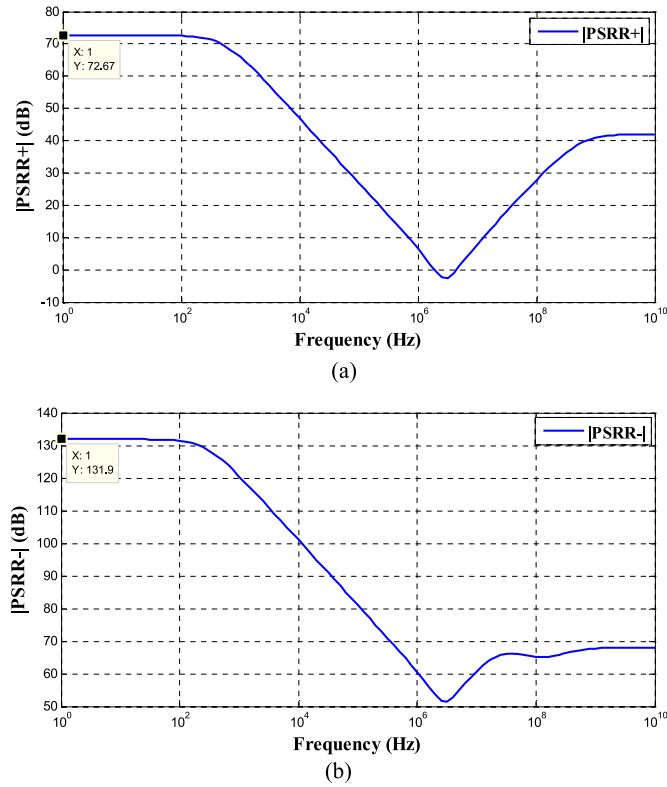 80
70
60
50
40
30
20
10
0
-10
|PSRR+| (dB)
X: 1
Y: 72.67
|PSRR+|
10^0 10^2 10^4 10^6 10^8 10^10
Frequency (Hz)
(a)
140
130
120
110
100
90
80
70
60
50
|PSRR-| (dB)
X: 1
Y: 131.9
|PSRR-|
10^0 10^2 10^4 10^6 10^8 10^10
Frequency (Hz)
(b)